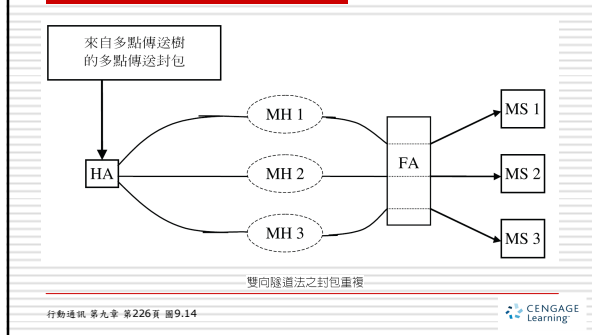 來自多點傳送樹
的多點傳送封包
MH 1
MS 1
HA
MH 2
FA
MS 2
MH 3
MS 3
雙向隧道法之封包重複
行動通訊 第九章 第226頁 圖9.14
CENGAGE
Learning™